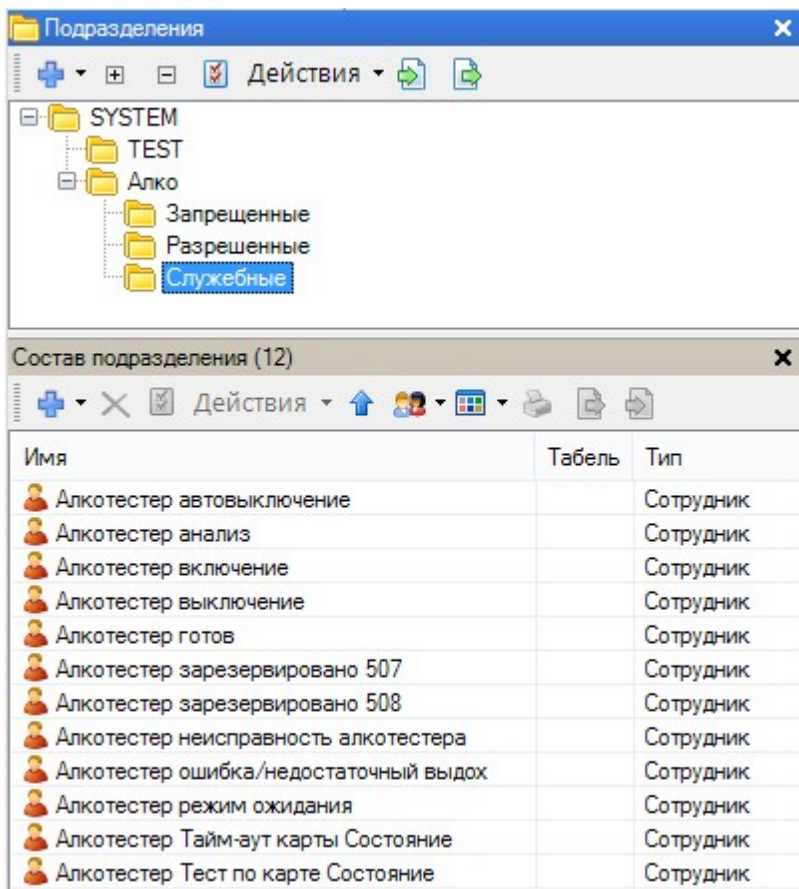 Подразделения
Действия
SYSTEM
TEST
Алко
Запрещенные
Разрешенные
Служебные
Состав подразделения (12)
Действия
Имя Табель Тип
Алкотестер автовыключение Сотрудник
Алкотестер анализ Сотрудник
Алкотестер включение Сотрудник
Алкотестер выключение Сотрудник
Алкотестер готов Сотрудник
Алкотестер зарезервировано 507 Сотрудник
Алкотестер зарезервировано 508 Сотрудник
Алкотестер неисправность алкотестера Сотрудник
Алкотестер ошибка/недостаточный выдох Сотрудник
Алкотестер режим ожидания Сотрудник
Алкотестер Тайм-аут карты Состояние Сотрудник
Алкотестер Тест по карте Состояние Сотрудник